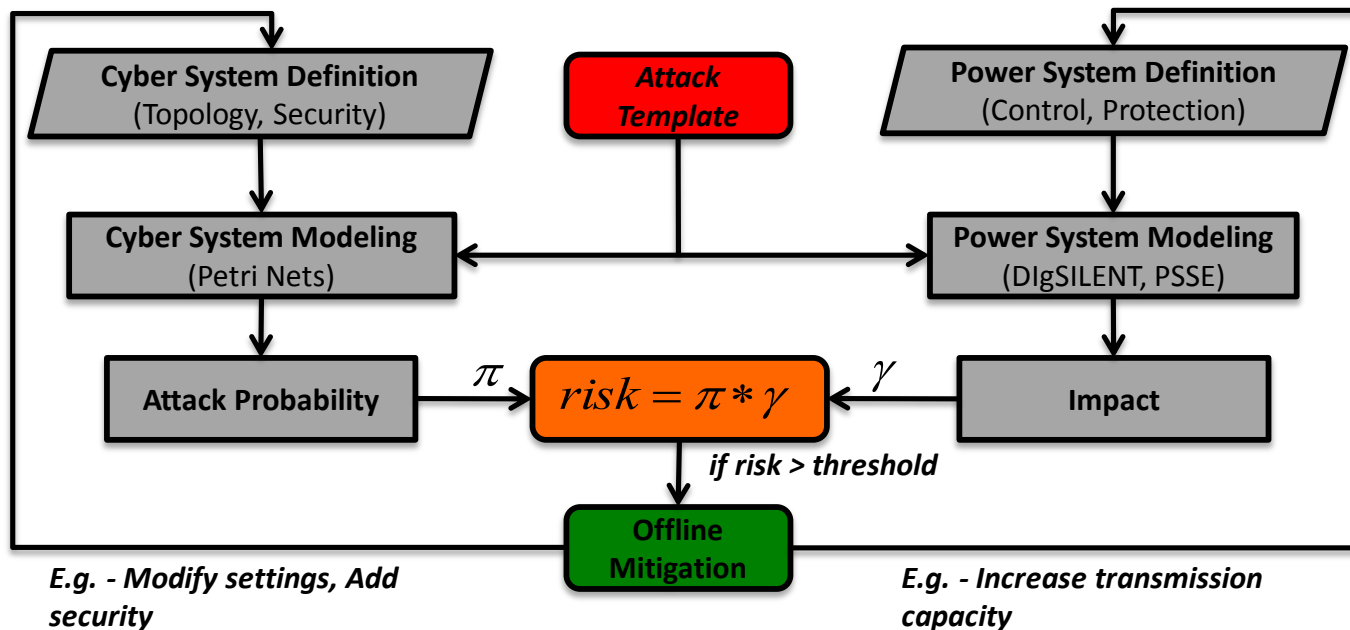 Cyber System Definition
(Topology, Security)
Attack
Template
Power System Definition
(Control, Protection)
Cyber System Modeling
(Petri Nets)
Power System Modeling
(DIgSILENT, PSSE)
Attack Probability
π
risk = π * γ
γ
Impact
if risk > threshold
Offline
Mitigation
E.g. - Modify settings, Add
security
E.g. - Increase transmission
capacity